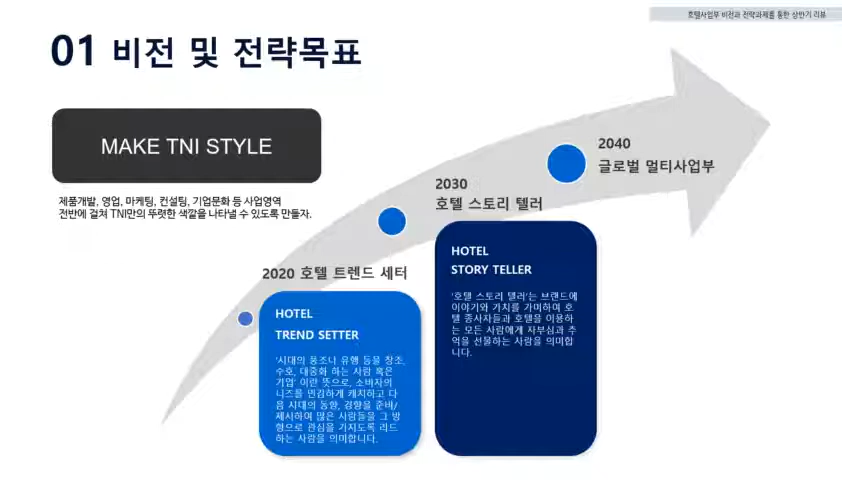 호텔사업부 비전과 전략과제를 통한 상반기 리뷰
01 비전 및 전략목표
MAKE TNI STYLE
제품개발, 영업, 마케팅, 컨설팅, 기업문화 등 사업영역
전반에 걸쳐 TNI만의 뚜렷한 색깔을 나타낼 수 있도록 만들자.
2040
글로벌 멀티사업부
2030
호텔 스토리 텔러
2020 호텔 트렌드 세터
HOTEL
TREND SETTER
'시대의 풍조나 유행 등을 창조,
수호, 대중화 하는 사람 혹은
기업' 이란 뜻으로, 소비자의
니즈를 민감하게 캐치하고 다
음 시대의 동향, 경향을 준비/
제시하여 많은 사람들을 그 방
향으로 관심을 가지도록 리드
하는 사람을 의미합니다.
HOTEL
STORY TELLER
'호텔 스토리 텔러'는 브랜드에
이야기와 가치를 가미하여 호
텔 종사자들과 호텔을 이용하
는 모든 사람에게 자부심과 추
억을 선물하는 사람을 의미합
니다.